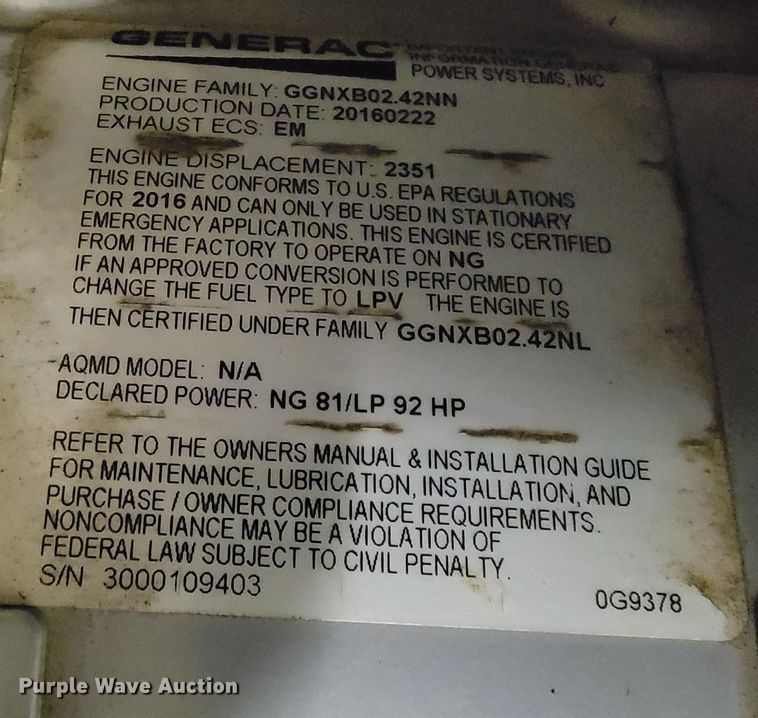 GENERAC
IMPORTANT ENGINE
INFORMATION GENERAC
POWER SYSTEMS, INC
ENGINE FAMILY: GGNXB02.42NN
PRODUCTION DATE: 20160222
EXHAUST ECS: EM
ENGINE DISPLACEMENT: 2351
THIS ENGINE CONFORMS TO U.S. EPA REGULATIONS
FOR 2016 AND CAN ONLY BE USED IN STATIONARY
EMERGENCY APPLICATIONS. THIS ENGINE IS CERTIFIED
FROM THE FACTORY TO OPERATE ON NG
IF AN APPROVED CONVERSION IS PERFORMED TO
CHANGE THE FUEL TYPE TO LPV THE ENGINE IS
THEN CERTIFIED UNDER FAMILY GGNXB02.42NL
AQMD MODEL: N/A
DECLARED POWER: NG 81/LP 92 HP
REFER TO THE OWNERS MANUAL & INSTALLATION GUIDE
FOR MAINTENANCE, LUBRICATION, INSTALLATION, AND
PURCHASE / OWNER COMPLIANCE REQUIREMENTS.
NONCOMPLIANCE MAY BE A VIOLATION OF
FEDERAL LAW SUBJECT TO CIVIL PENALTY.
S/N 3000109403
0G9378
Purple Wave Auction